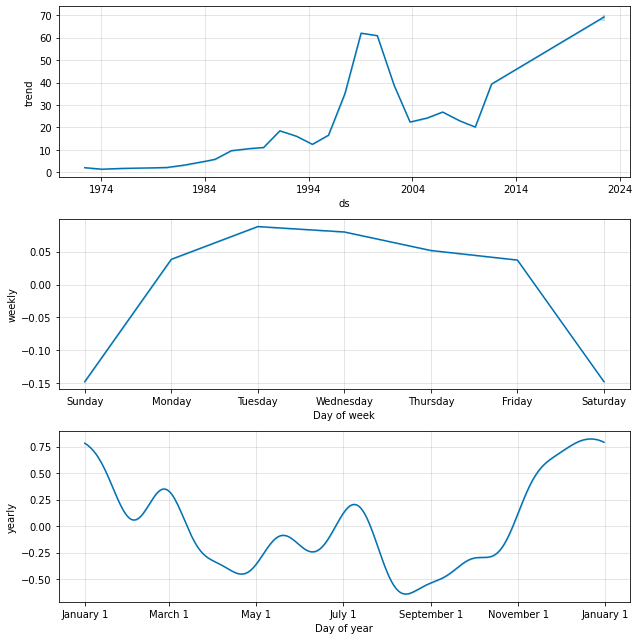 70
60
50
40
30
20
10
0
trend
1974 1984 1994 2004 2014 2024
ds
0.05
0.00
−0.05
−0.10
−0.15
weekly
Sunday Monday Tuesday Wednesday Thursday Friday Saturday
Day of week
0.75
0.50
0.25
0.00
−0.25
−0.50
yearly
January 1 March 1 May 1 July 1 September 1 November 1 January 1
Day of year